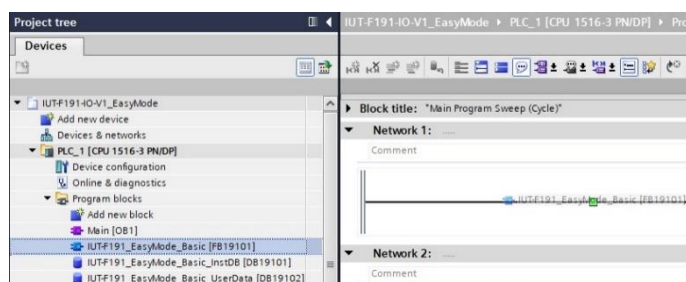 Project tree
Devices
IUT-F191-IO-V1_EasyMode
Add new device
Devices & networks
PLC_1 [CPU 1516-3 PN/DP]
Device configuration
Online & diagnostics
Program blocks
Add new block
Main [OB1]
IUT-F191_EasyMode_Basic [FB19101]
IUT-F191_EasyMode_Basic_InstDB [DB19101]
IUT-F191_EasyMode_Basic_UserData [DB19102]
IUT-F191-IO-V1_EasyMode ▸ PLC_1 [CPU 1516-3 PN/DP] ▸ Pro
Block title: "Main Program Sweep (Cycle)"
Network 1: .....
Comment
IUT-F191_EasyMode_Basic [FB19101]
Network 2: .....
Comment